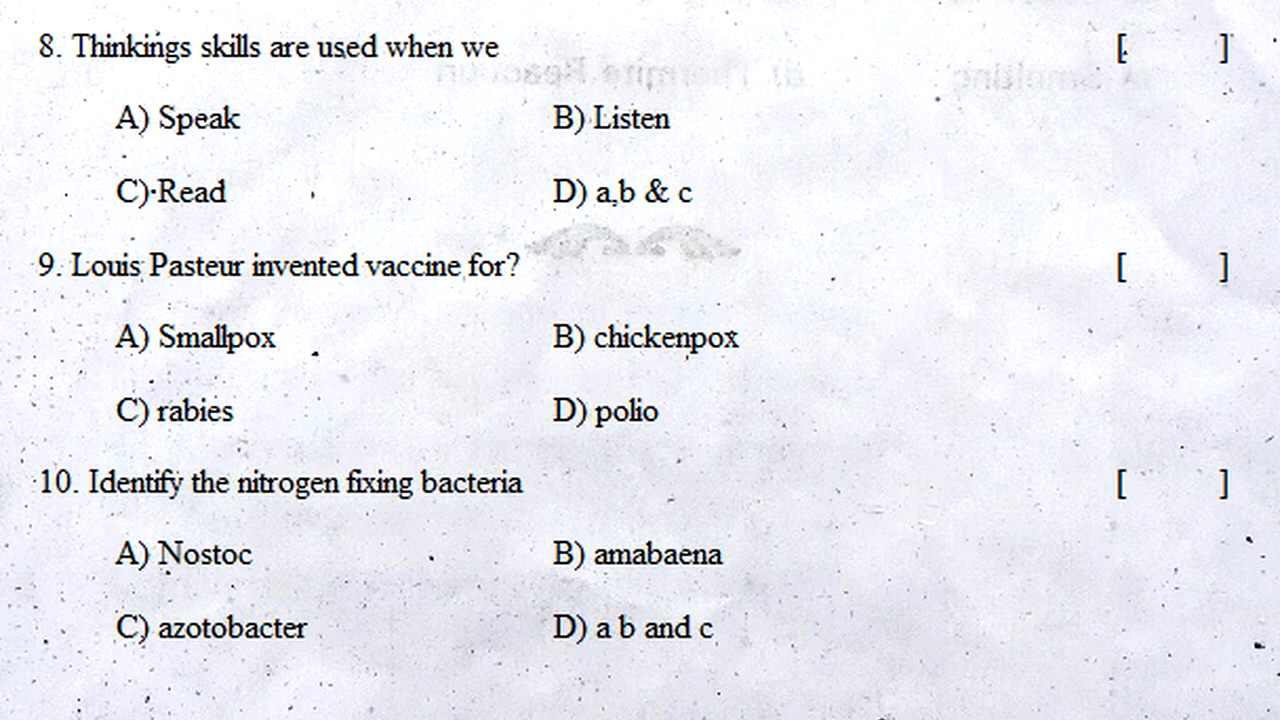 8. Thinkings skills are used when we [ ]
A) Speak B) Listen
C) Read D) a,b & c
9. Louis Pasteur invented vaccine for? [ ]
A) Smallpox B) chickenpox
C) rabies D) polio
10. Identify the nitrogen fixing bacteria [ ]
A) Nostoc B) amabaena
C) azotobacter D) a b and c